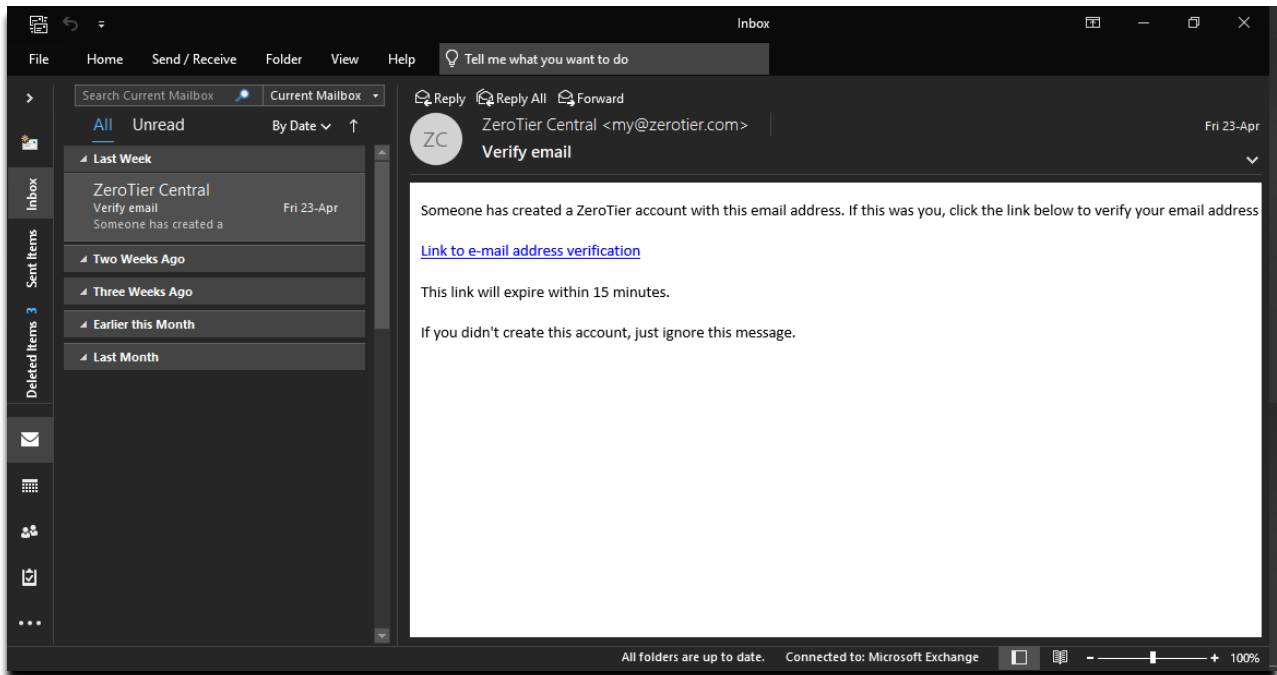 Inbox
File Home Send / Receive Folder View Help Tell me what you want to do
Search Current Mailbox Current Mailbox
All Unread By Date
Last Week
ZeroTier Central
Verify email Fri 23-Apr
Someone has created a
Two Weeks Ago
Three Weeks Ago
Earlier this Month
Last Month
Inbox
Sent Items
Deleted Items 3
Reply Reply All Forward
ZC
ZeroTier Central <my@zerotier.com>
Fri 23-Apr
Verify email
Someone has created a ZeroTier account with this email address. If this was you, click the link below to verify your email address
Link to e-mail address verification
This link will expire within 15 minutes.
If you didn't create this account, just ignore this message.
All folders are up to date. Connected to: Microsoft Exchange 100%